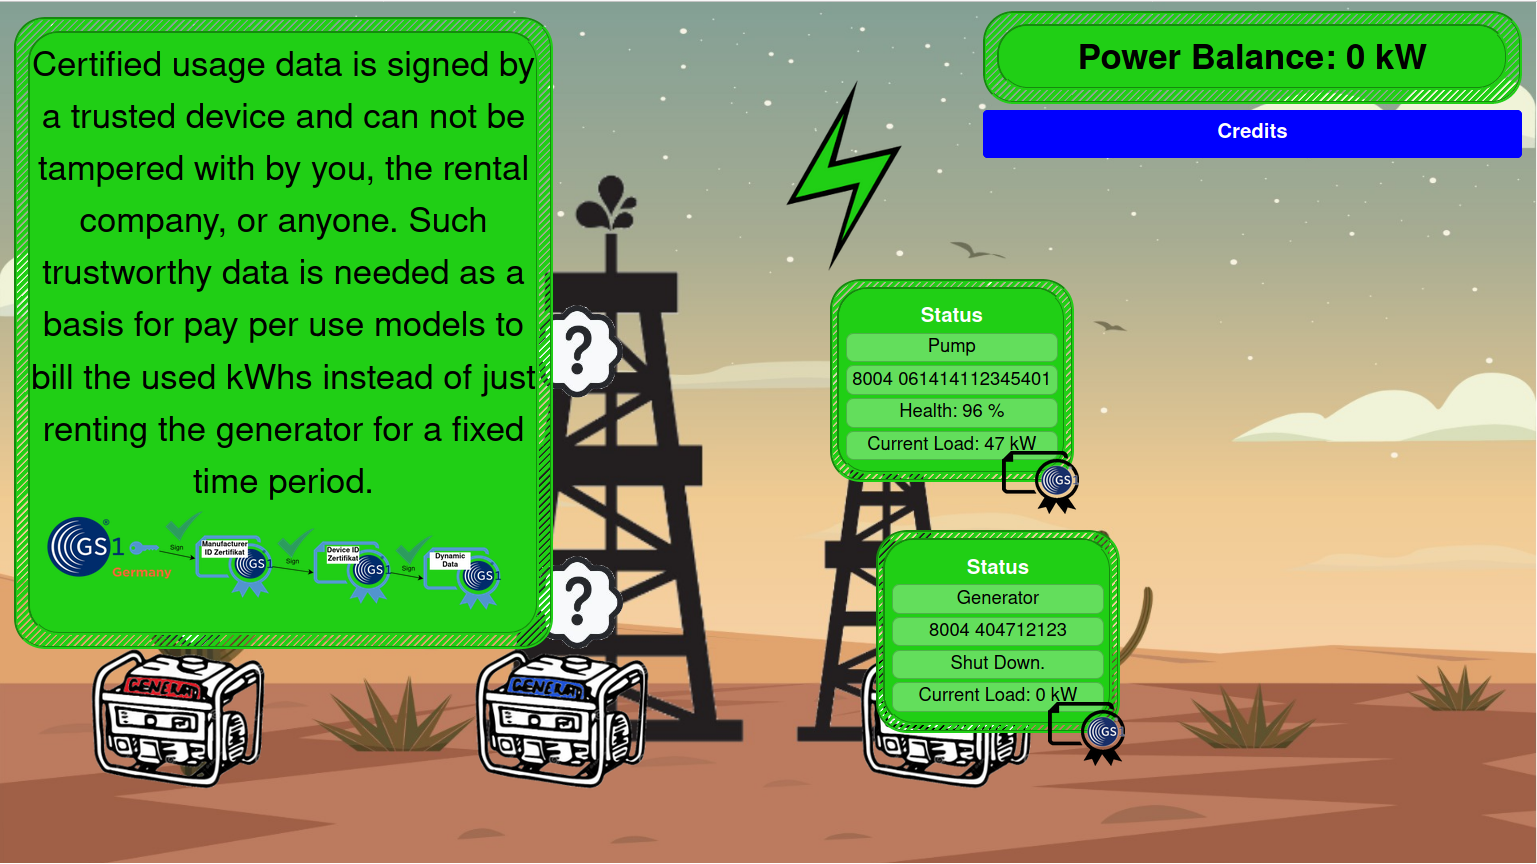 Certified usage data is signed by
a trusted device and can not be
tampered with by you, the rental
company, or anyone. Such
trustworthy data is needed as a
basis for pay per use models to
bill the used kWhs instead of just
renting the generator for a fixed
time period.
GS1
®
Germany
Sign
Manufacturer
ID Zertifikat
GS1
Sign
Device ID
Zertifikat
GS1
Sign
Dynamic
Data
GS1
Power Balance: 0 kW
Credits
?
?
Status
Pump
8004 061414112345401
Health: 96 %
Current Load: 47 kW
GS1
Status
Generator
8004 404712123
Shut Down.
Current Load: 0 kW
GS1
GENERAT
GENERAT